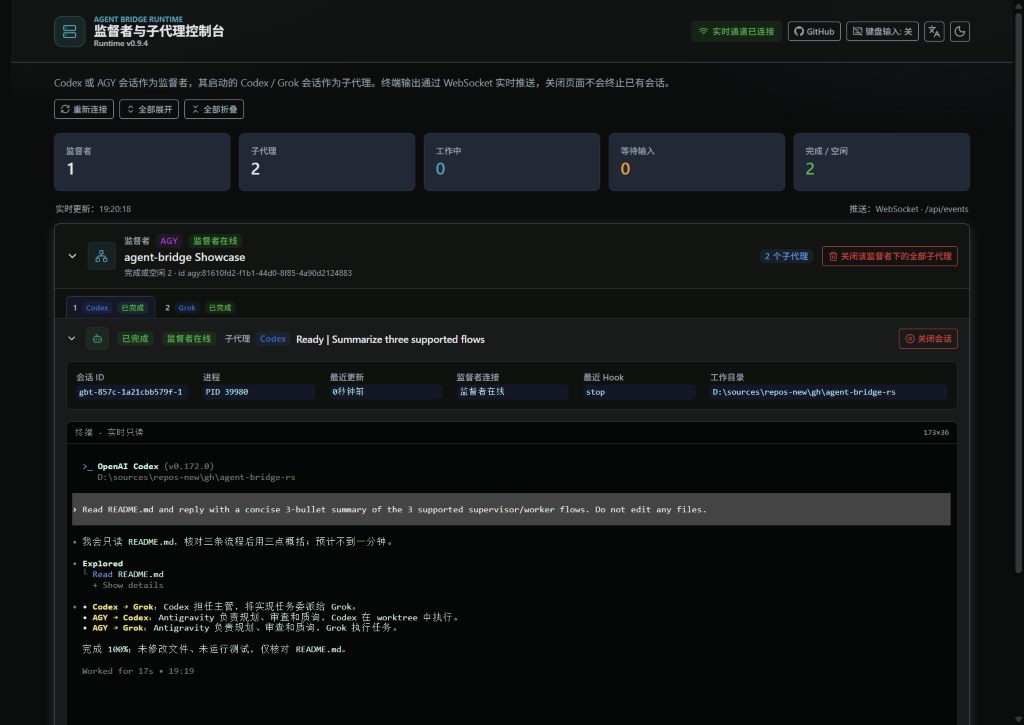 AGENT BRIDGE RUNTIME
监督者与子代理控制台
Runtime v0.9.4
实时通道已连接
GitHub
键盘输入: 关
Codex 或 AGY 会话作为监督者，其启动的 Codex / Grok 会话作为子代理。终端输出通过 WebSocket 实时推送，关闭页面不会终止已有会话。
重新连接 全部展开 全部折叠
监督者 子代理 工作中 等待输入 完成 / 空闲
1 2 0 0 2
实时更新：19:20:18 推送：WebSocket · /api/events
监督者 AGY 监督者在线
agent-bridge Showcase
完成或空闲 2 · id agy:81610fd2-f1b1-44d0-8f85-4a90d2124883
2 个子代理 关闭该监督者下的全部子代理
1 Codex 已完成 2 Grok 已完成
已完成 监督者在线 子代理 Codex Ready | Summarize three supported flows 关闭会话
会话 ID 进程 最近更新 监督者连接 最近 Hook 工作目录
gbt-857c-1a21cbb579f-1 PID 39980 0秒钟前 监督者在线 stop D:\sources\repos-new\gh\agent-bridge-rs
终端 · 实时只读 173×36
>_ OpenAI Codex (v0.172.0)
D:\sources\repos-new\gh\agent-bridge-rs
› Read README.md and reply with a concise 3-bullet summary of the 3 supported supervisor/worker flows. Do not edit any files.
• 我会只读 README.md，核对三条流程后用三点概括；预计不到一分钟。
• Explored
└ Read README.md
+ Show details
• • Codex → Grok：Codex 担任主管，将实现任务委派给 Grok。
• AGY → Codex：Antigravity 负责规划、审查和质询，Codex 在 worktree 中执行。
• AGY → Grok：Antigravity 负责规划、审查和质询，Grok 执行任务。
完成 100%；未修改文件、未运行测试，仅核对 README.md。
Worked for 17s • 19:19